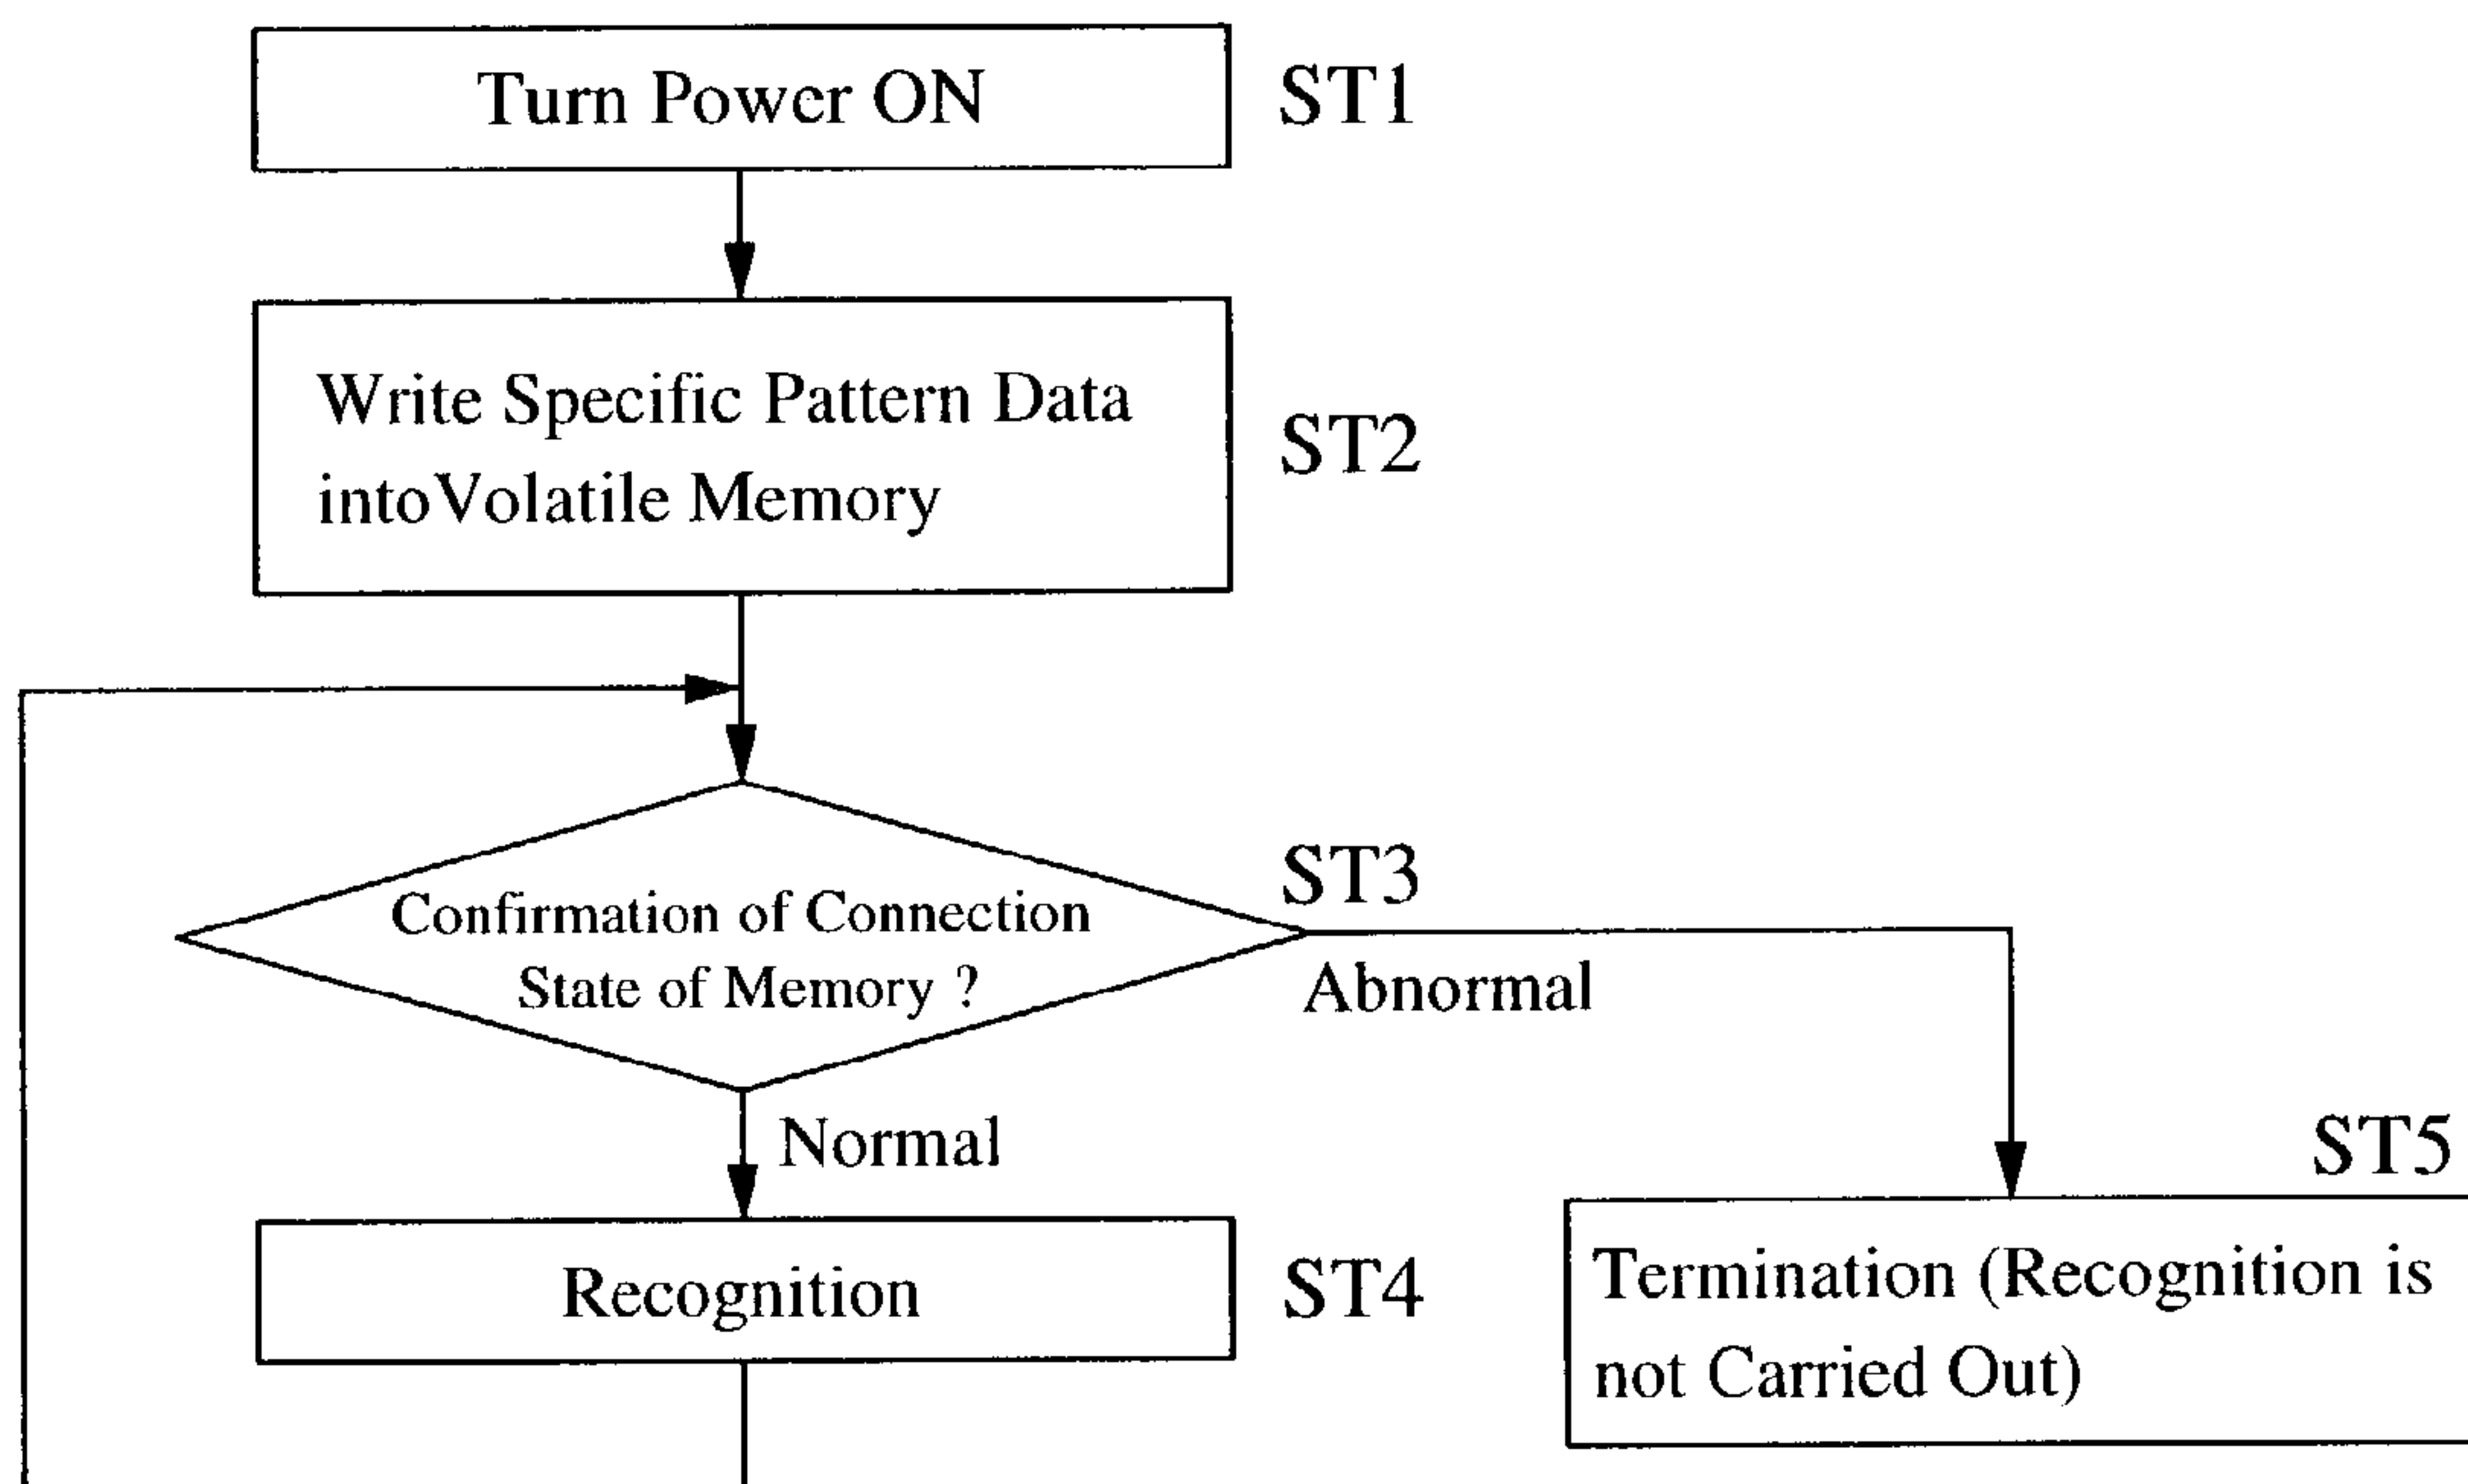 Turn Power ON
ST1
Write Specific Pattern Data
intoVolatile Memory
ST2
ST3
Confirmation of Connection
State of Memory ?
Abnormal
Normal
ST5
Recognition
ST4
Termination (Recognition is
not Carried Out)